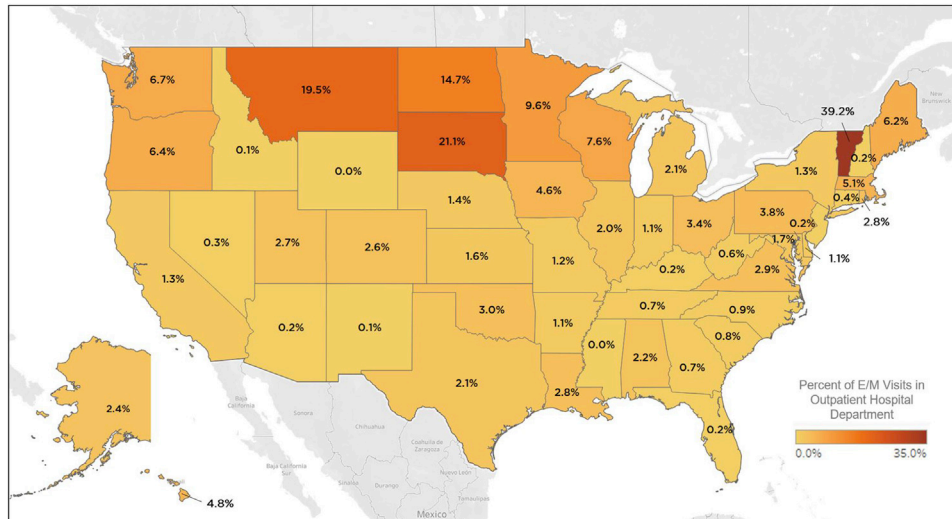 6.7%
19.5%
14.7%
9.6%
39.2%
6.2%
New
Brunswick
6.4%
0.1%
21.1%
7.6%
2.1%
0.2%
0.0%
1.3%
5.1%
0.4%
2.8%
4.6%
1.4%
3.8%
0.2%
0.3%
2.7%
2.6%
2.0%
1.1%
3.4%
1.7%
1.1%
0.6%
1.6%
1.2%
2.9%
1.3%
0.2%
0.7%
0.9%
0.2%
0.1%
3.0%
1.1%
0.8%
0.0%
2.2%
0.7%
2.1%
2.8%
Percent of E/M Visits in
Outpatient Hospital
Department
0.0%
35.0%
0.2%
2.4%
Baja
California
Sonora
Chihuahua
Coahuila de
Zaragoza
Baja California
Sur
Sinaloa
Durango
Nuevo León
Tamaulipas
Mexico
4.8%